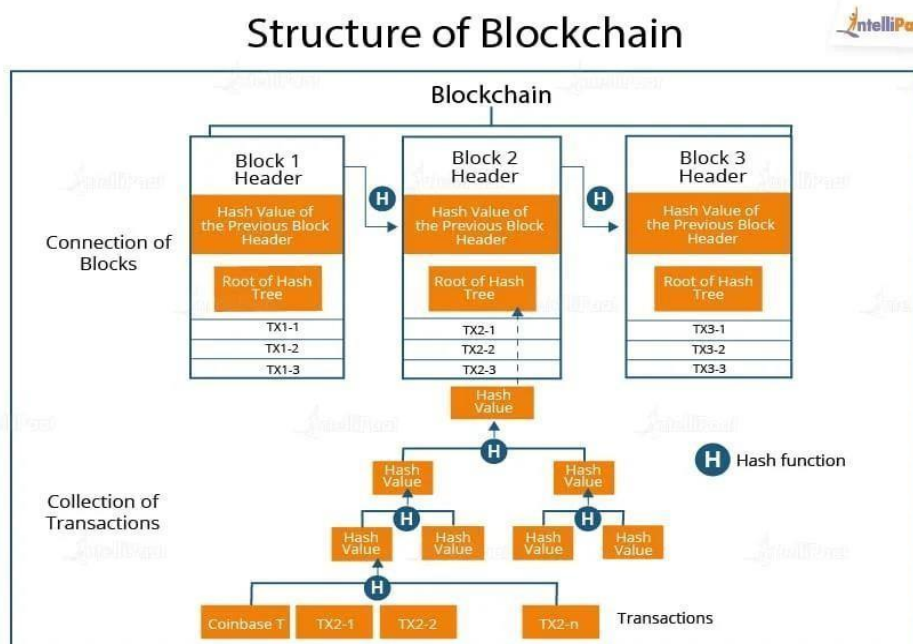 Structure of Blockchain
IntelliPaa
Blockchain
Block 1
Header
Hash Value of
the Previous Block
Header
Root of Hash
Tree
TX1-1
TX1-2
TX1-3
H
Block 2
Header
Hash Value of
the Previous Block
Header
Root of Hash
Tree
TX2-1
TX2-2
TX2-3
H
Block 3
Header
Hash Value of
the Previous Block
Header
Root of Hash
Tree
TX3-1
TX3-2
TX3-3
Connection of
Blocks
Hash
Value
H
H Hash function
Hash
Value
Hash
Value
Collection of
Transactions
H
H
Hash
Value
Hash
Value
Hash
Value
Hash
Value
H
Coinbase T
TX2-1
TX2-2
TX2-n
Transactions